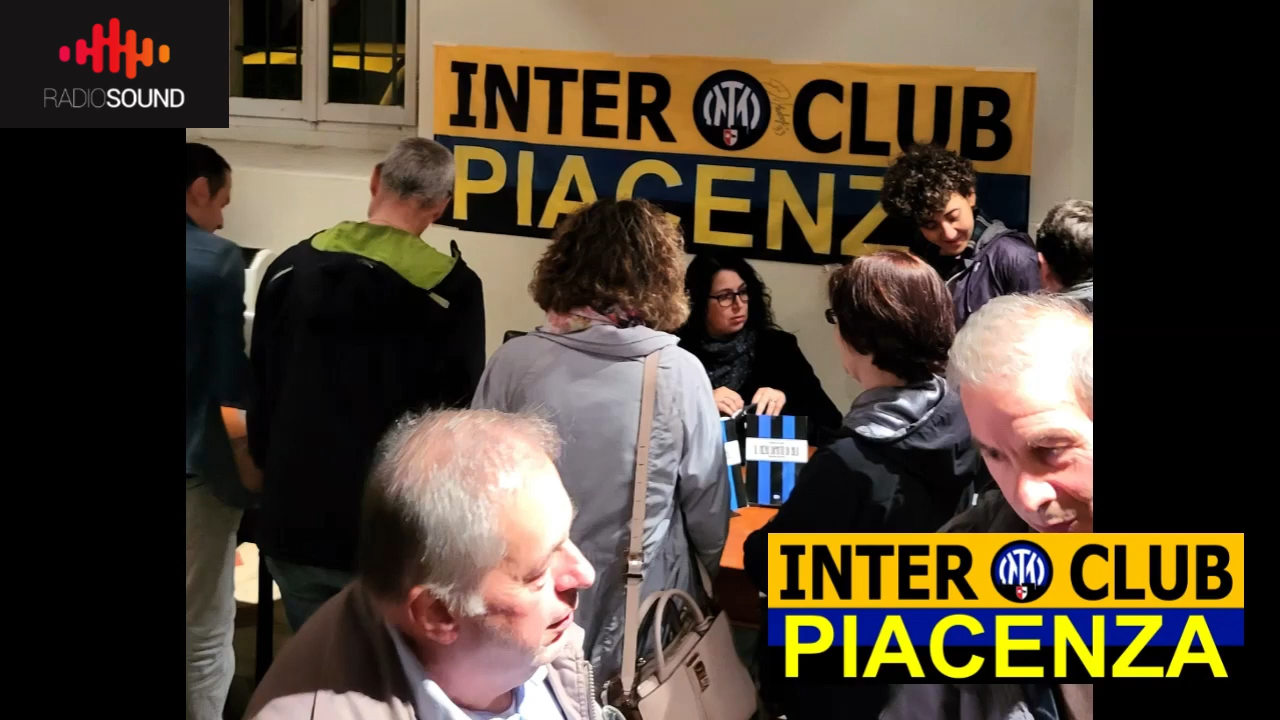 RADIOSOUND
INTER CLUB
PIACENZA
INTER CLUB
PIACENZA